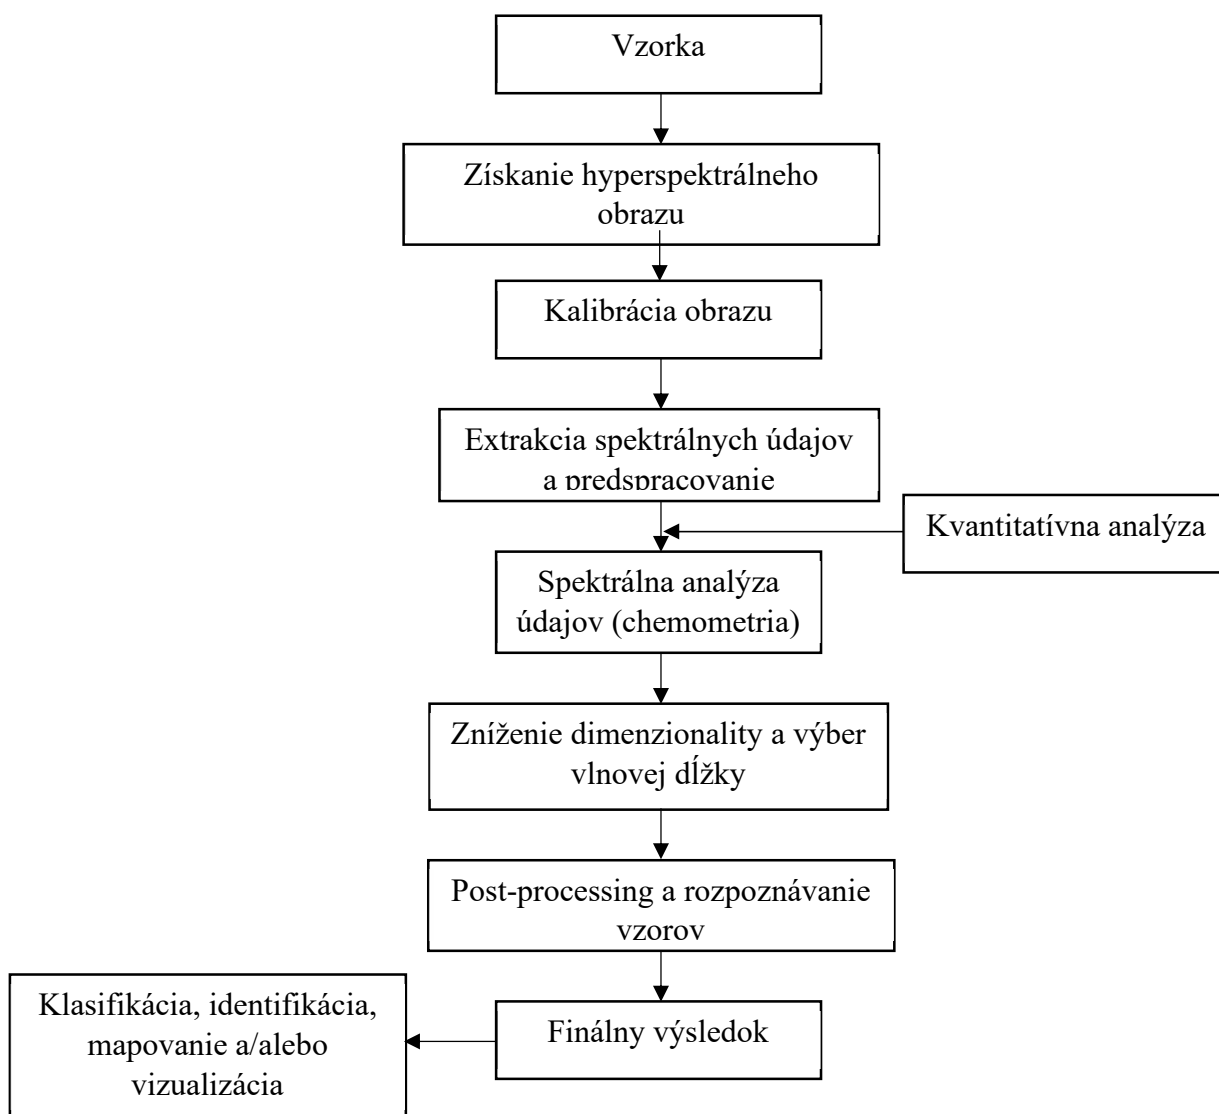 Vzorka
Získanie hyperspektrálneho
obrazu
Kalibrácia obrazu
Extrakcia spektrálnych údajov
a predspracovanie
Kvantitatívna analýza
Spektrálna analýza
údajov (chemometria)
Zníženie dimenzionality a výber
vlnovej dĺžky
Post-processing a rozpoznávanie
vzorov
Finálny výsledok
Klasifikácia, identifikácia,
mapovanie a/alebo
vizualizácia